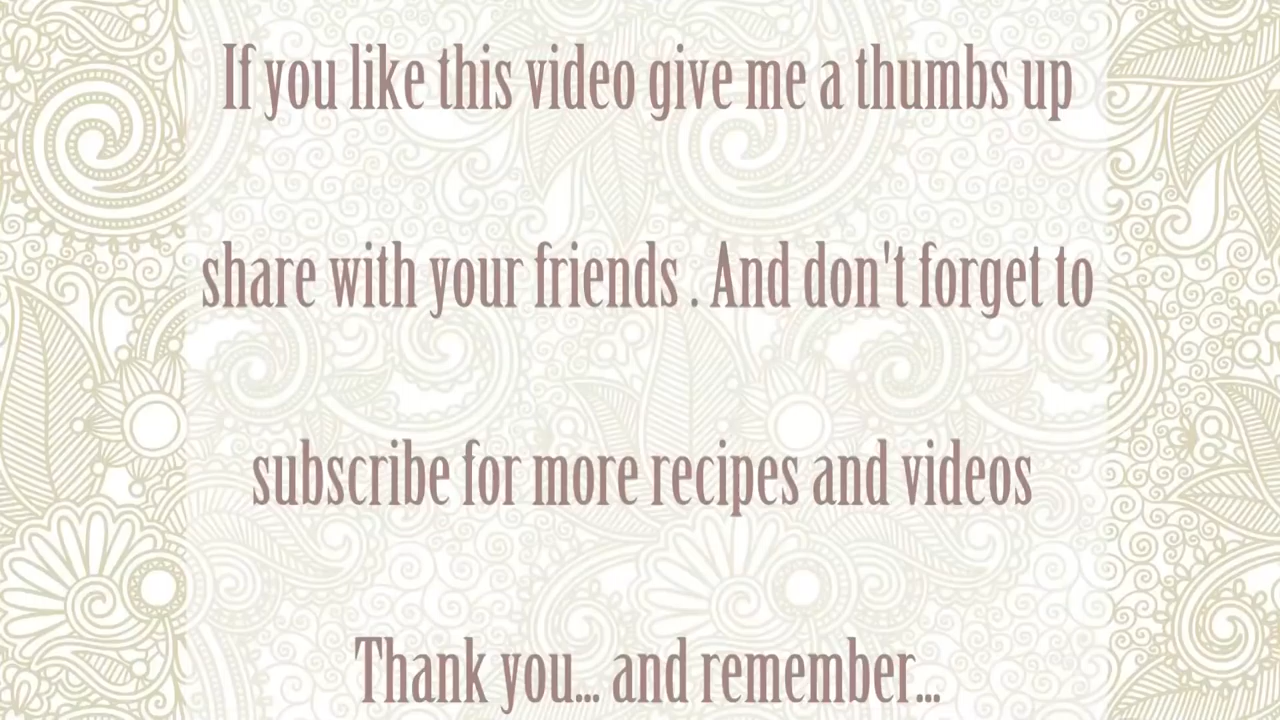 If you like this video give me a thumbs up
share with your friends . And don't forget to
subscribe for more recipes and videos
Thank you... and remember...